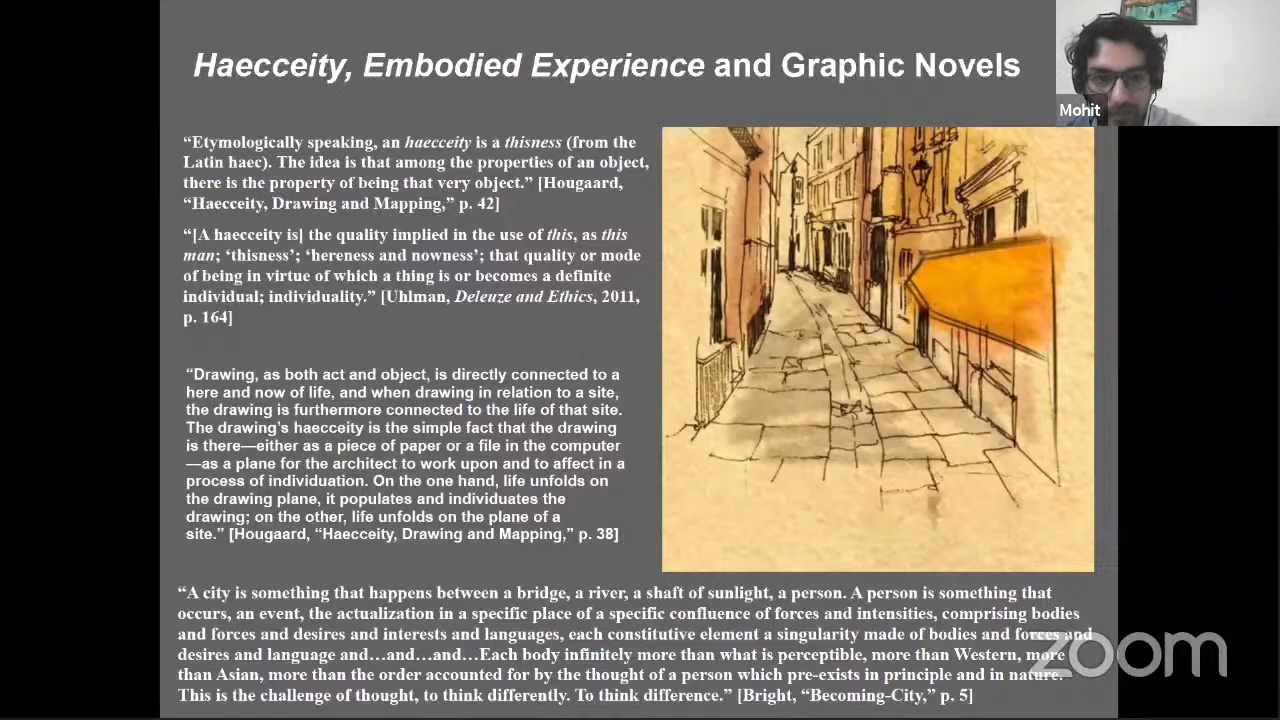 Haecceity, Embodied Experience and Graphic Novels
Mohit
“Etymologically speaking, an haecceity is a thisness (from the
Latin haec). The idea is that among the properties of an object,
there is the property of being that very object.” [Hougaard,
“Haecceity, Drawing and Mapping,” p. 42]
“[A haecceity is] the quality implied in the use of this, as this
man; ‘thisness’; ‘hereness and nowness’; that quality or mode
of being in virtue of which a thing is or becomes a definite
individual; individuality.” [Uhlman, Deleuze and Ethics, 2011,
p. 164]
“Drawing, as both act and object, is directly connected to a
here and now of life, and when drawing in relation to a site,
the drawing is furthermore connected to the life of that site.
The drawing’s haecceity is the simple fact that the drawing
is there—either as a piece of paper or a file in the computer
—as a plane for the architect to work upon and to affect in a
process of individuation. On the one hand, life unfolds on
the drawing plane, it populates and individuates the
drawing; on the other, life unfolds on the plane of a
site.” [Hougaard, “Haecceity, Drawing and Mapping,” p. 38]
“A city is something that happens between a bridge, a river, a shaft of sunlight, a person. A person is something that
occurs, an event, the actualization in a specific place of a specific confluence of forces and intensities, comprising bodies
and forces and desires and interests and languages, each constitutive element a singularity made of bodies and forces and
desires and language and…and…and…Each body infinitely more than what is perceptible, more than Western, more
than Asian, more than the order accounted for by the thought of a person which pre-exists in principle and in nature.
This is the challenge of thought, to think differently. To think difference.” [Bright, “Becoming-City,” p. 5]
zoom